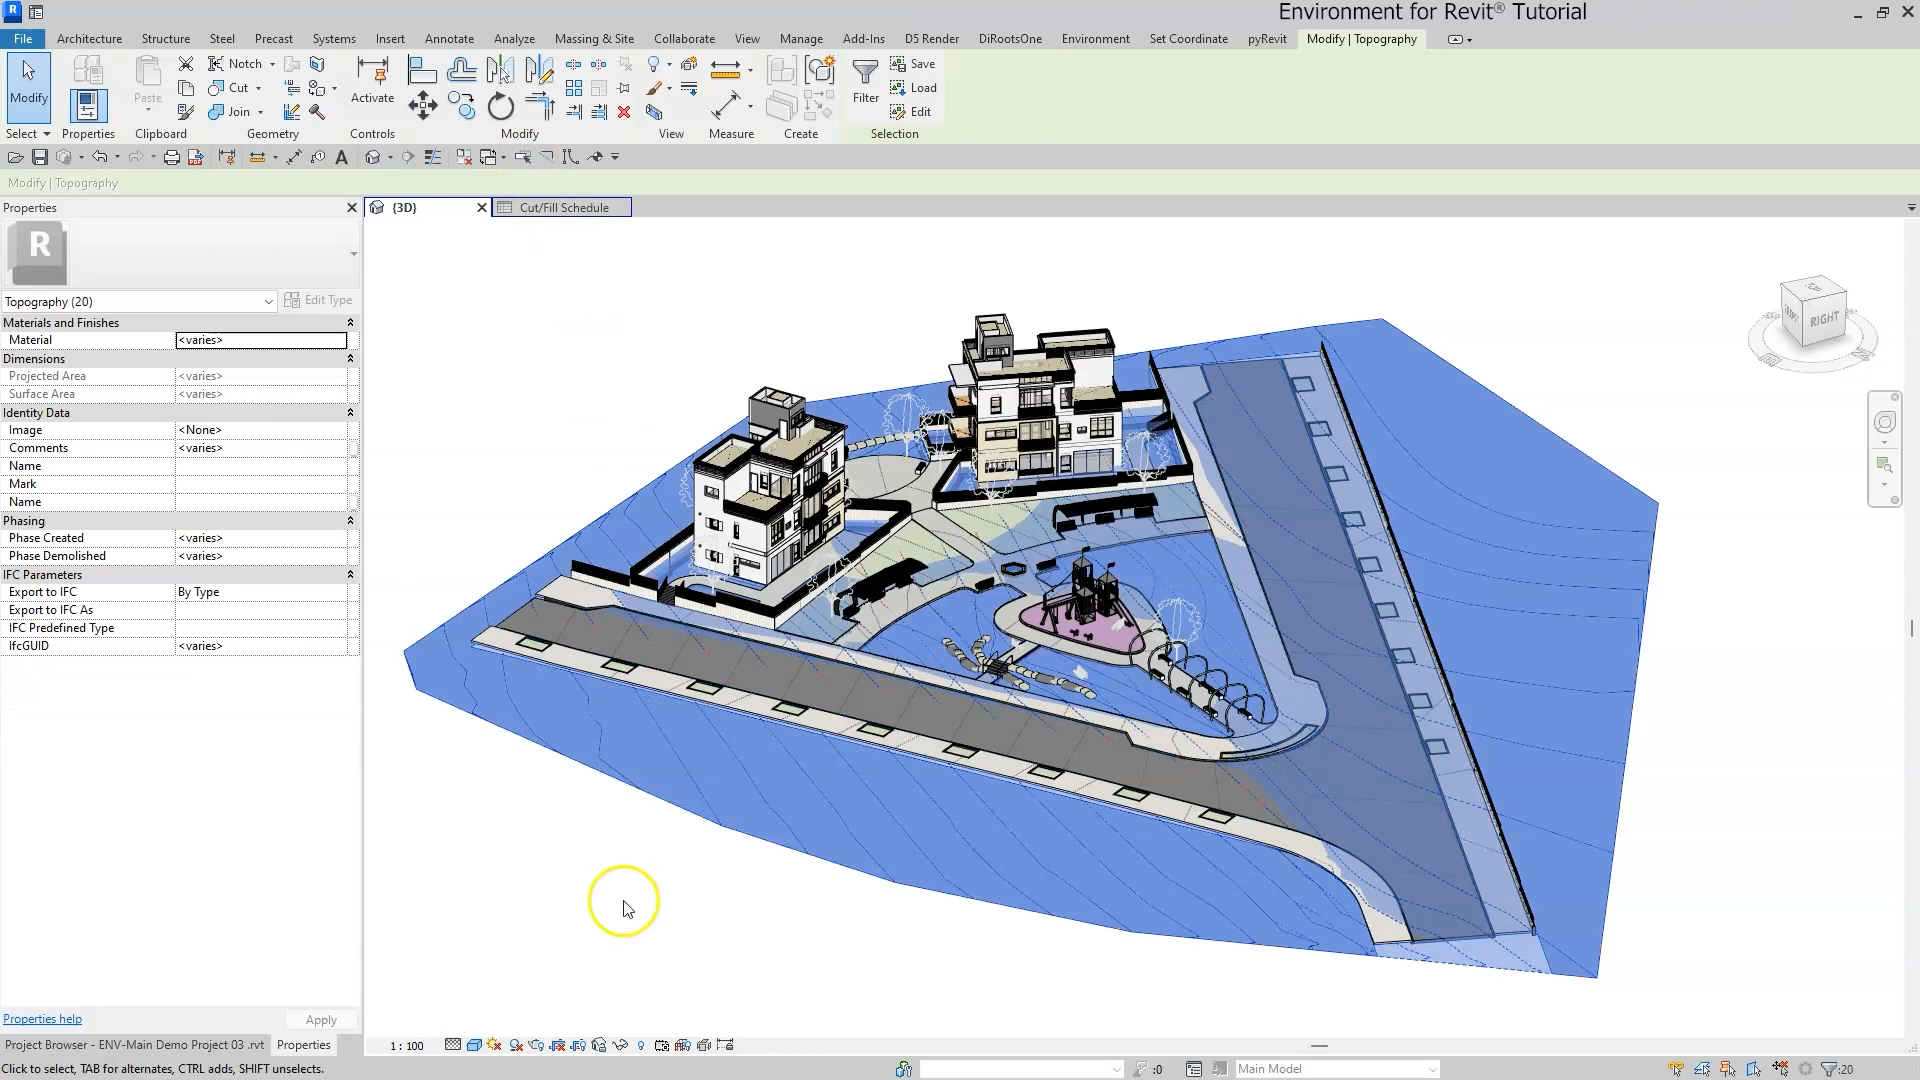 R
Environment for Revit® Tutorial
File Architecture Structure Steel Precast Systems Insert Annotate Analyze Massing & Site Collaborate View Manage Add-Ins D5 Render DiRootsOne Environment Set Coordinate pyRevit Modify | Topography
Modify
Select
Properties
Paste
Clipboard
Notch
Cut
Join
Geometry
Activate
Controls
Modify
View
Measure
Create
Filter
Save
Load
Edit
Selection
A
Modify | Topography
Properties
R
Topography (20)
Edit Type
Materials and Finishes
Material <varies>
Dimensions
Projected Area <varies>
Surface Area <varies>
Identity Data
Image <None>
Comments <varies>
Name
Mark
Name
Phasing
Phase Created <varies>
Phase Demolished <varies>
IFC Parameters
Export to IFC By Type
Export to IFC As
IFC Predefined Type
IfcGUID <varies>
Properties help
Apply
Project Browser - ENV-Main Demo Project 03 .rvt Properties
{3D} Cut/Fill Schedule
TOP
RIGHT
1 : 100
Click to select, TAB for alternates, CTRL adds, SHIFT unselects.
:0
Main Model
:20